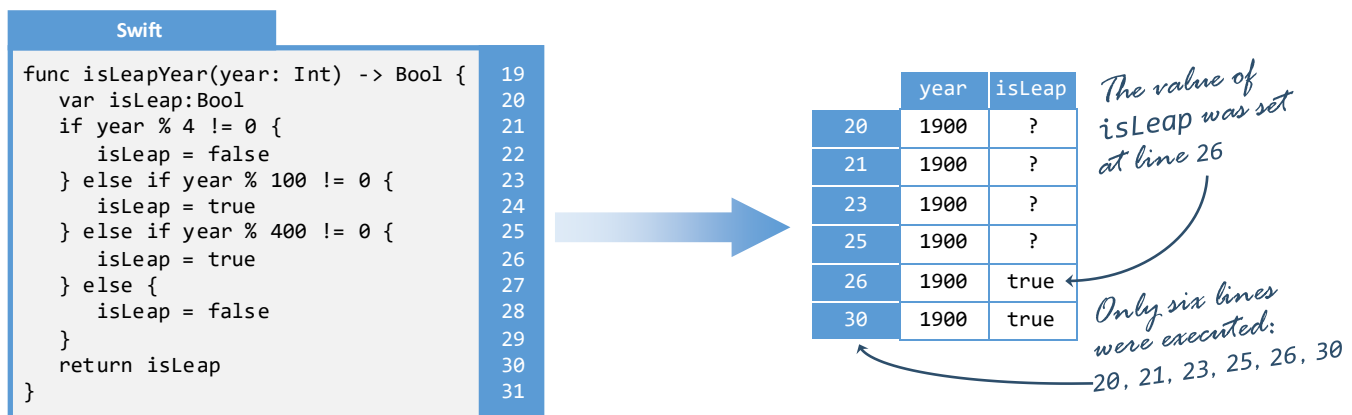 Swift
func isLeapYear(year: Int) -> Bool { 19
var isLeap:Bool 20
if year % 4 != 0 { 21
isLeap = false 22
} else if year % 100 != 0 { 23
isLeap = true 24
} else if year % 400 != 0 { 25
isLeap = true 26
} else { 27
isLeap = false 28
} 29
return isLeap 30
} 31
year isLeap
20 1900 ?
21 1900 ?
23 1900 ?
25 1900 ?
26 1900 true
30 1900 true
The value of
isLeap was set
at line 26
Only six lines
were executed:
20, 21, 23, 25, 26, 30